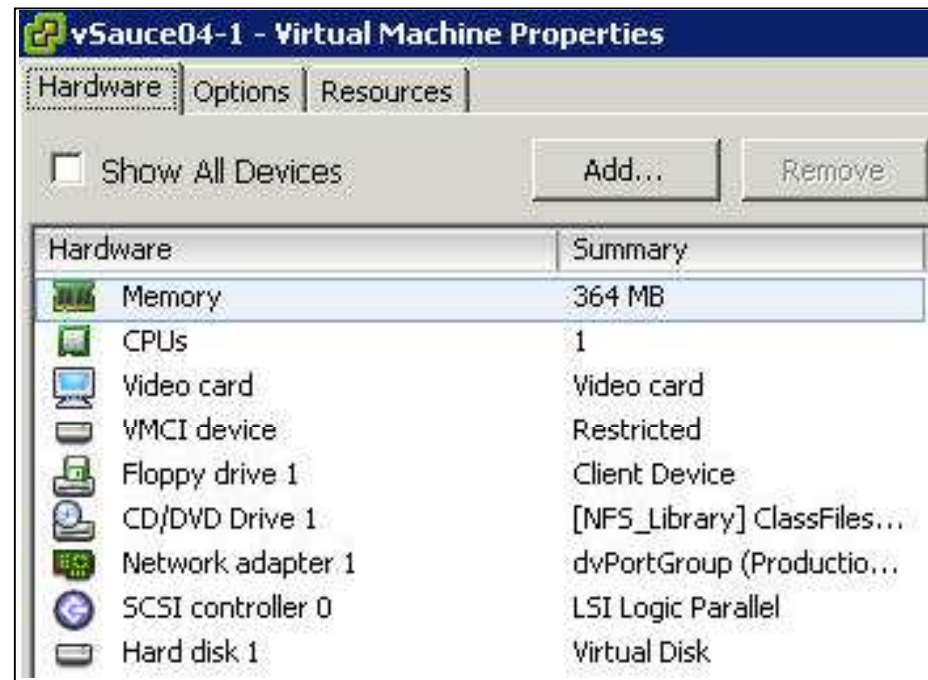 vSauce04-1 - Virtual Machine Properties
Hardware Options Resources
Show All Devices Add... Remove
Hardware Summary
Memory 364 MB
CPUs 1
Video card Video card
VMCI device Restricted
Floppy drive 1 Client Device
CD/DVD Drive 1 [NFS_Library] ClassFiles...
Network adapter 1 dvPortGroup (Productio...
SCSI controller 0 LSI Logic Parallel
Hard disk 1 Virtual Disk